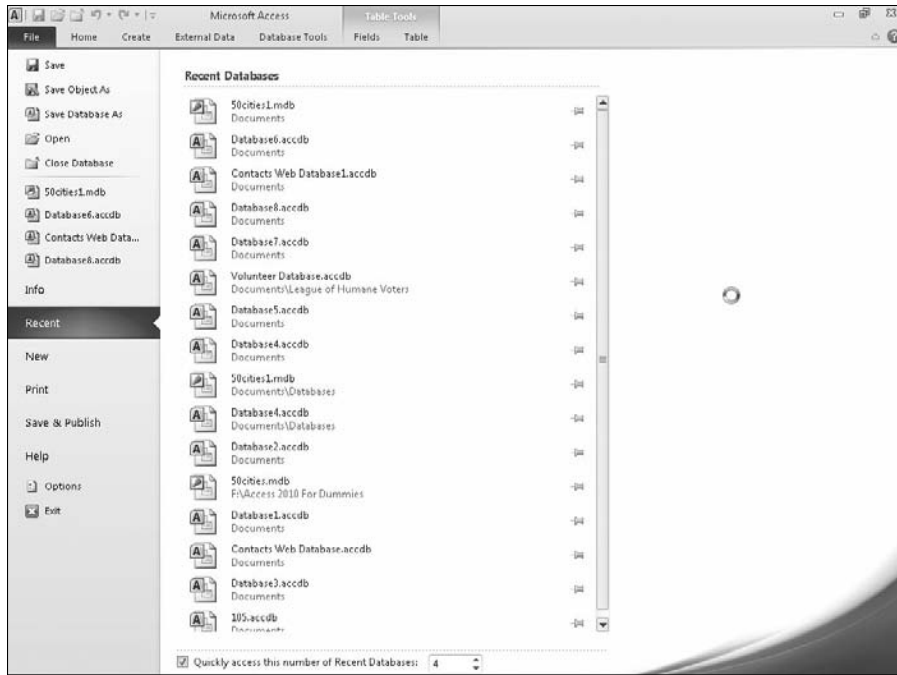 Microsoft Access
Table Tools
File Home Create External Data Database Tools Fields Table
Save
Save Object As
Save Database As
Open
Close Database
50cities1.mdb
Database6.accdb
Contacts Web Data...
Database8.accdb
Info
Recent
New
Print
Save & Publish
Help
Options
Exit
Recent Databases
50cities1.mdb
Documents
Database6.accdb
Documents
Contacts Web Database1.accdb
Documents
Database8.accdb
Documents
Database7.accdb
Documents
Volunteer Database.accdb
Documents\League of Humane Voters
Database5.accdb
Documents
Database4.accdb
Documents
50cities1.mdb
Documents\Databases
Database4.accdb
Documents\Databases
Database2.accdb
Documents
50cities.mdb
F:\Access 2010 For Dummies
Database1.accdb
Documents
Contacts Web Database.accdb
Documents
Database3.accdb
Documents
105.accdb
Documents
Quickly access this number of Recent Databases: 4